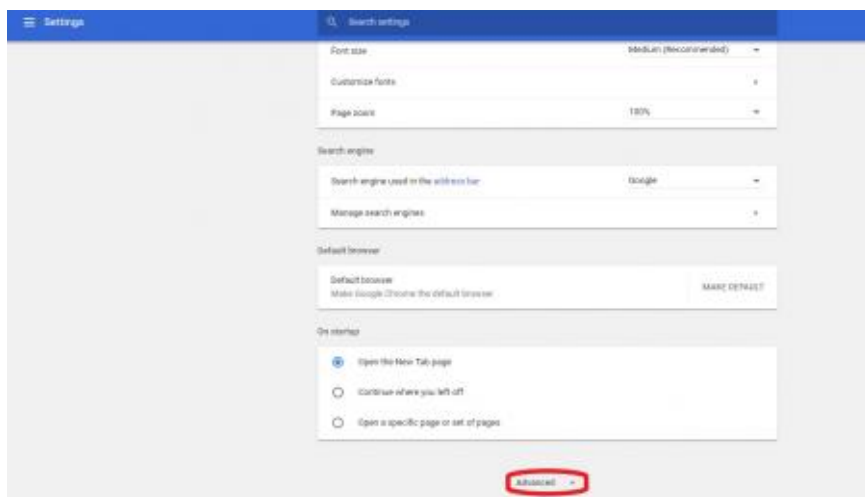 Settings
Search settings
Font size
Medium (Recommended)
Customize fonts
Page zoom
100%
Search engine
Search engine used in the address bar
Google
Manage search engines
Default browser
Default browser
Make Google Chrome the default browser
MAKE DEFAULT
On startup
Open the New Tab page
Continue where you left off
Open a specific page or set of pages
Advanced